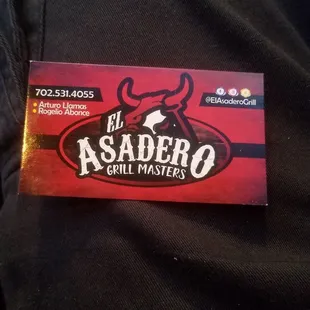 702.531.4055
Arturo Llamas
Rogelio Abonce
@ElAsaderoGrill
EL
ASADERO
GRILL MASTERS